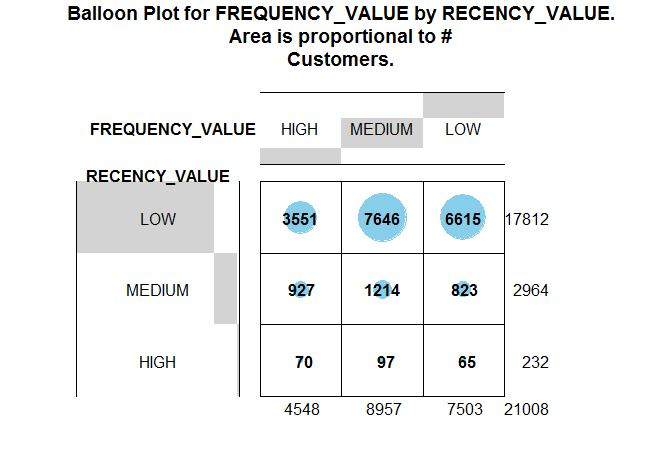 Balloon Plot for FREQUENCY_VALUE by RECENCY_VALUE.
Area is proportional to #
Customers.
FREQUENCY_VALUE HIGH MEDIUM LOW
RECENCY_VALUE
LOW 3551 7646 6615 17812
MEDIUM 927 1214 823 2964
HIGH 70 97 65 232
4548 8957 7503 21008